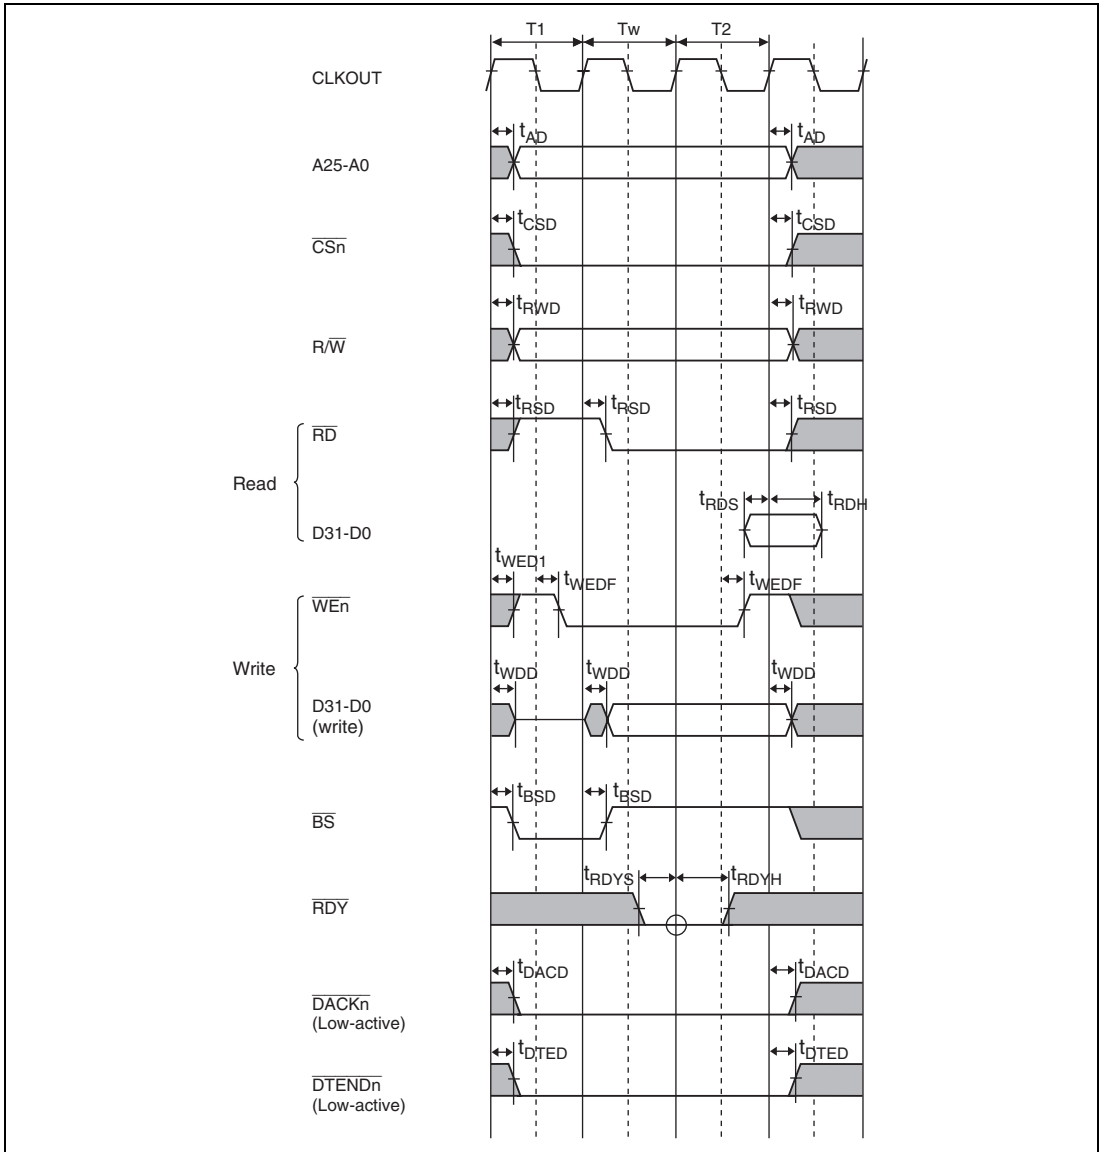 T1 Tw T2
CLKOUT
tAD tAD
A25-A0
tCSD tCSD
CSn
tRWD tRWD
R/W
tRSD tRSD tRSD
RD
Read
tRDS tRDH
D31-D0
tWED1
tWEDF tWEDF
WEn
Write
tWDD tWDD tWDD
D31-D0
(write)
tBSD tBSD
BS
tRDYS tRDYH
RDY
tDACD tDACD
DACKn
(Low-active)
tDTED tDTED
DTENDn
(Low-active)